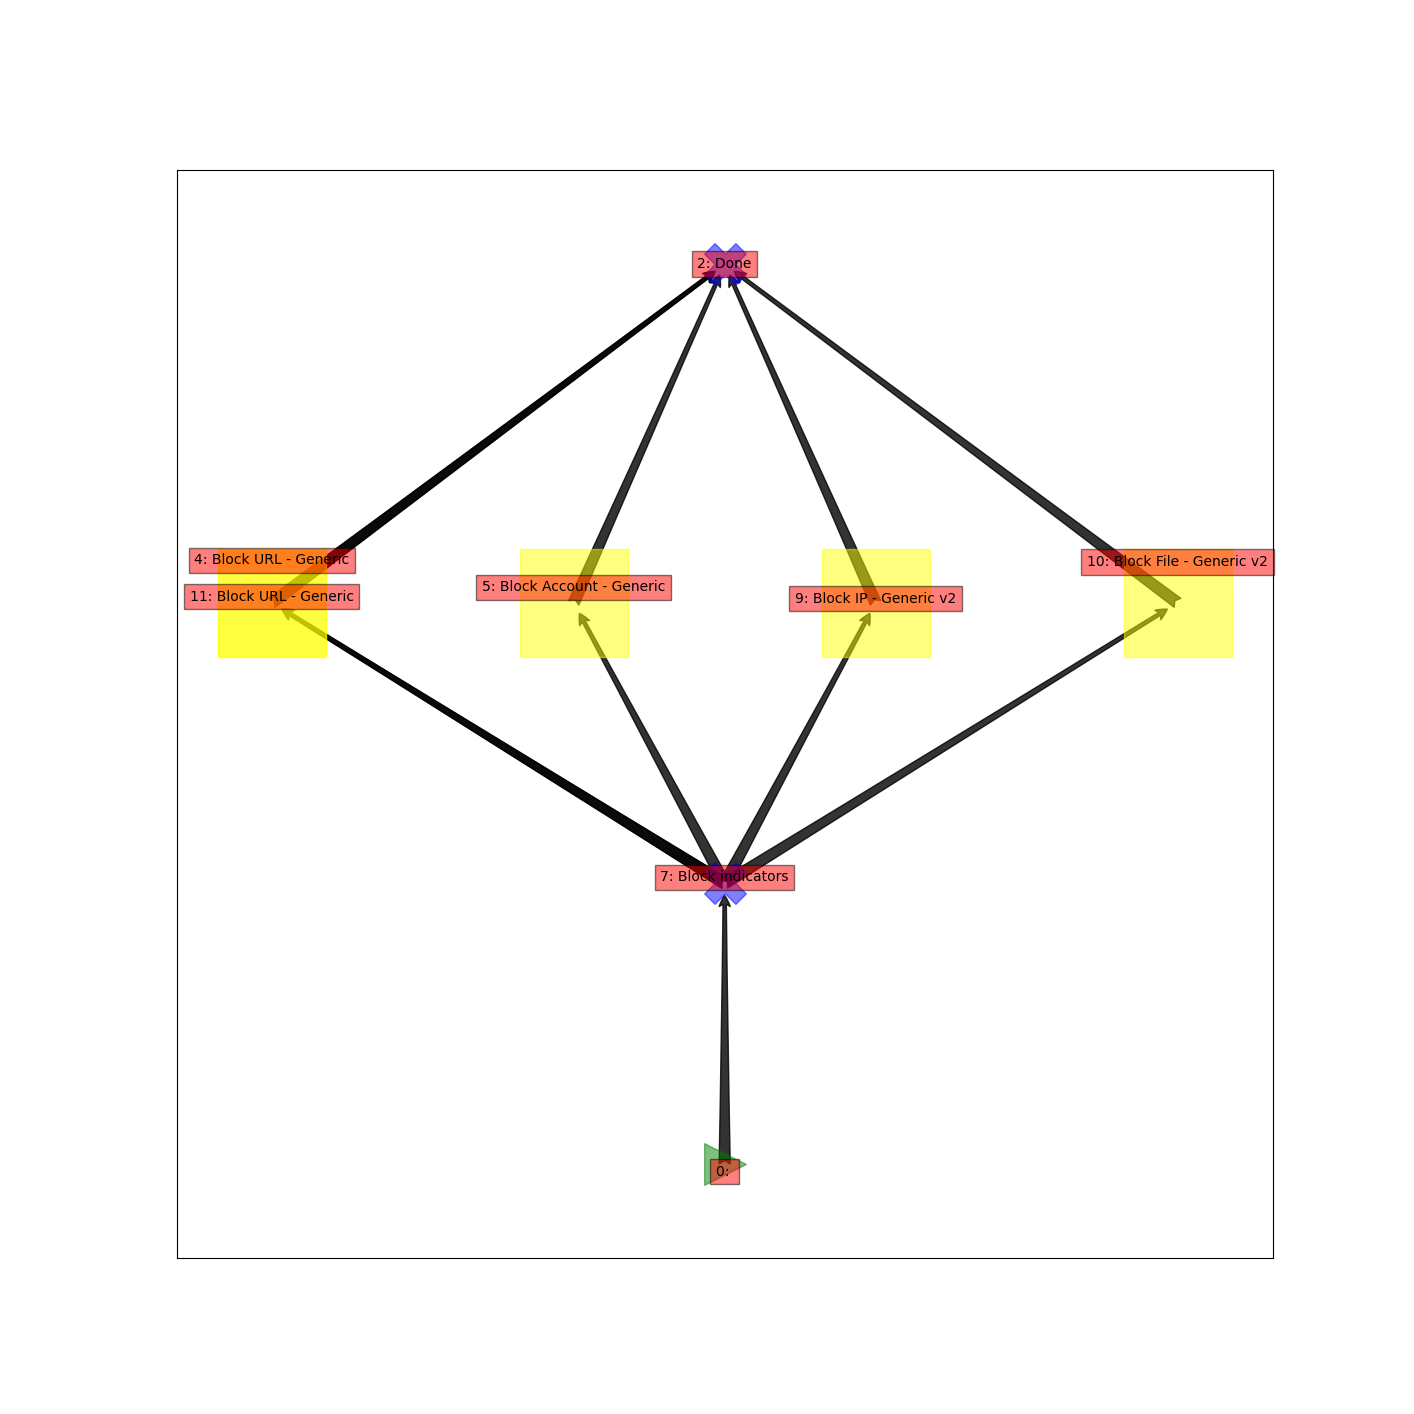 2: Done
4: Block URL - Generic
11: Block URL - Generic
5: Block Account - Generic
9: Block IP - Generic v2
10: Block File - Generic v2
7: Block indicators
0: